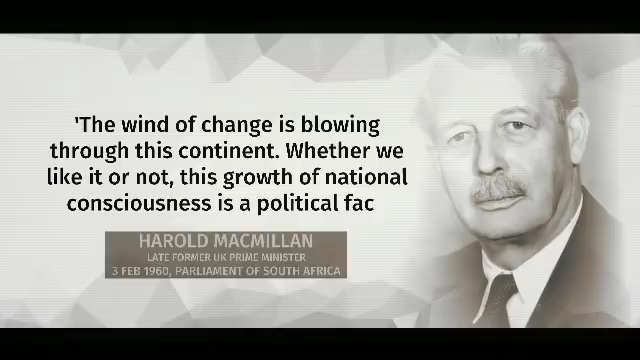 'The wind of change is blowing
through this continent. Whether we
like it or not, this growth of national
consciousness is a political fac
HAROLD MACMILLAN
LATE FORMER UK PRIME MINISTER
3 FEB 1960, PARLIAMENT OF SOUTH AFRICA